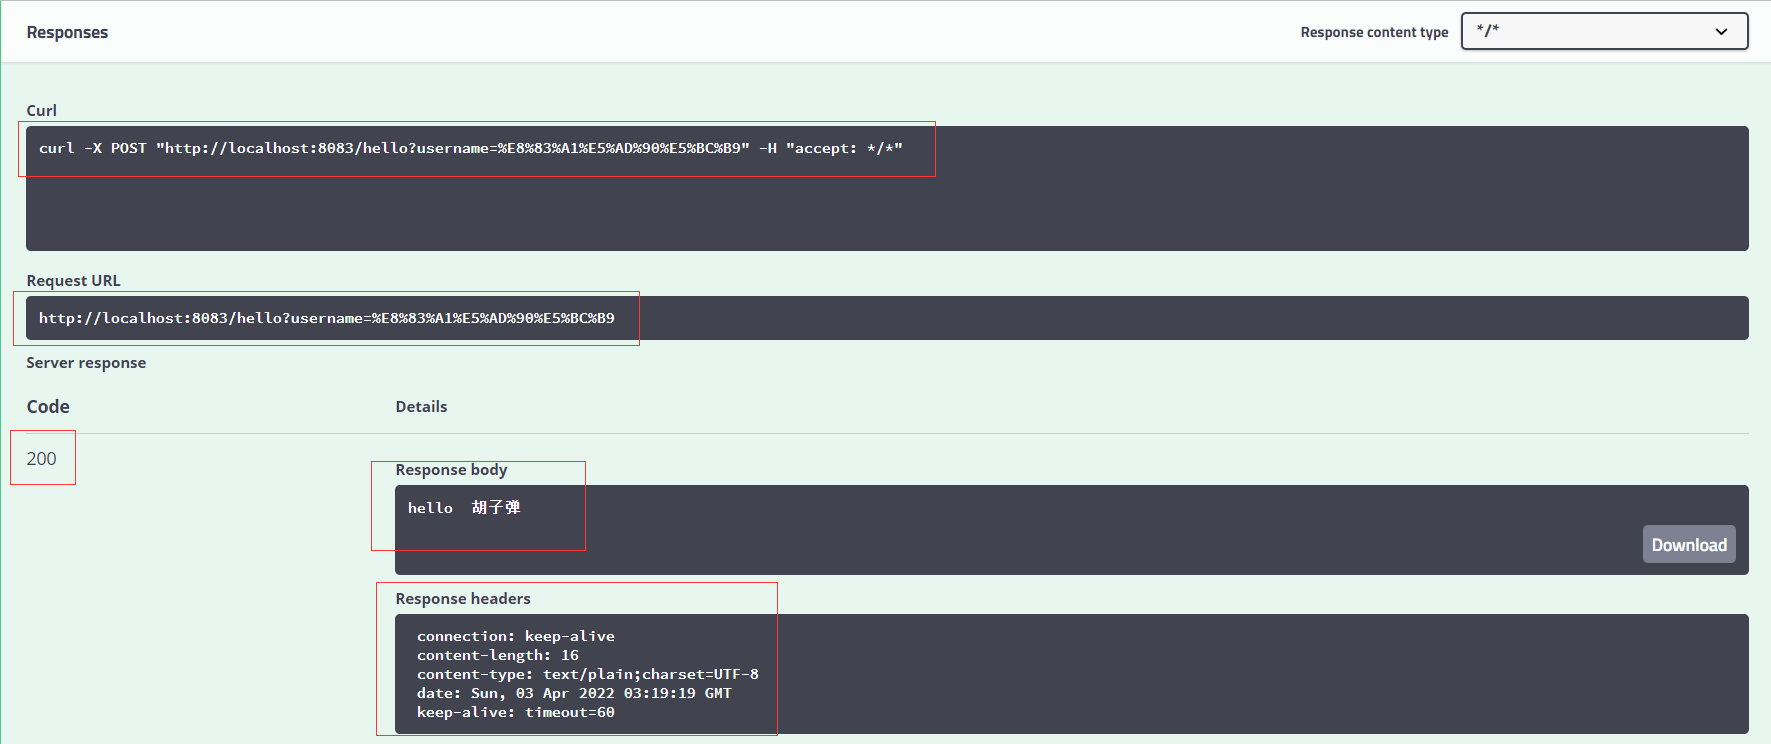 Responses
Response content type
*/*
Curl
curl -X POST "http://localhost:8083/hello?username=%E8%83%A1%E5%AD%90%E5%BC%B9" -H "accept: */*"
Request URL
http://localhost:8083/hello?username=%E8%83%A1%E5%AD%90%E5%BC%B9
Server response
Code
Details
200
Response body
hello  胡子弹
Download
Response headers
connection: keep-alive
content-length: 16
content-type: text/plain;charset=UTF-8
date: Sun, 03 Apr 2022 03:19:19 GMT
keep-alive: timeout=60